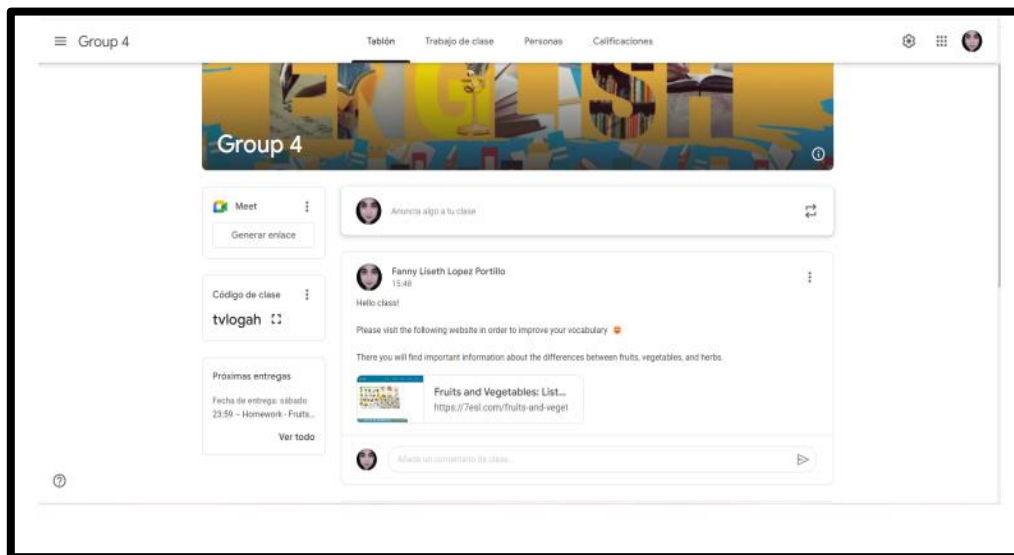 Group 4
Tablón
Trabajo de clase
Personas
Calificaciones
ENGLISH
Group 4
Meet
Generar enlace
Código de clase
tvlogah
Próximas entregas
Fecha de entrega: sábado
23:59 – Homework - Fruits...
Ver todo
Anuncia algo a tu clase
Fanny Liseth Lopez Portillo
15:48
Hello class!
Please visit the following website in order to improve your vocabulary
There you will find important information about the differences between fruits, vegetables, and herbs.
Fruits and Vegetables: List...
https://7esl.com/fruits-and-veget
Añade un comentario de clase...